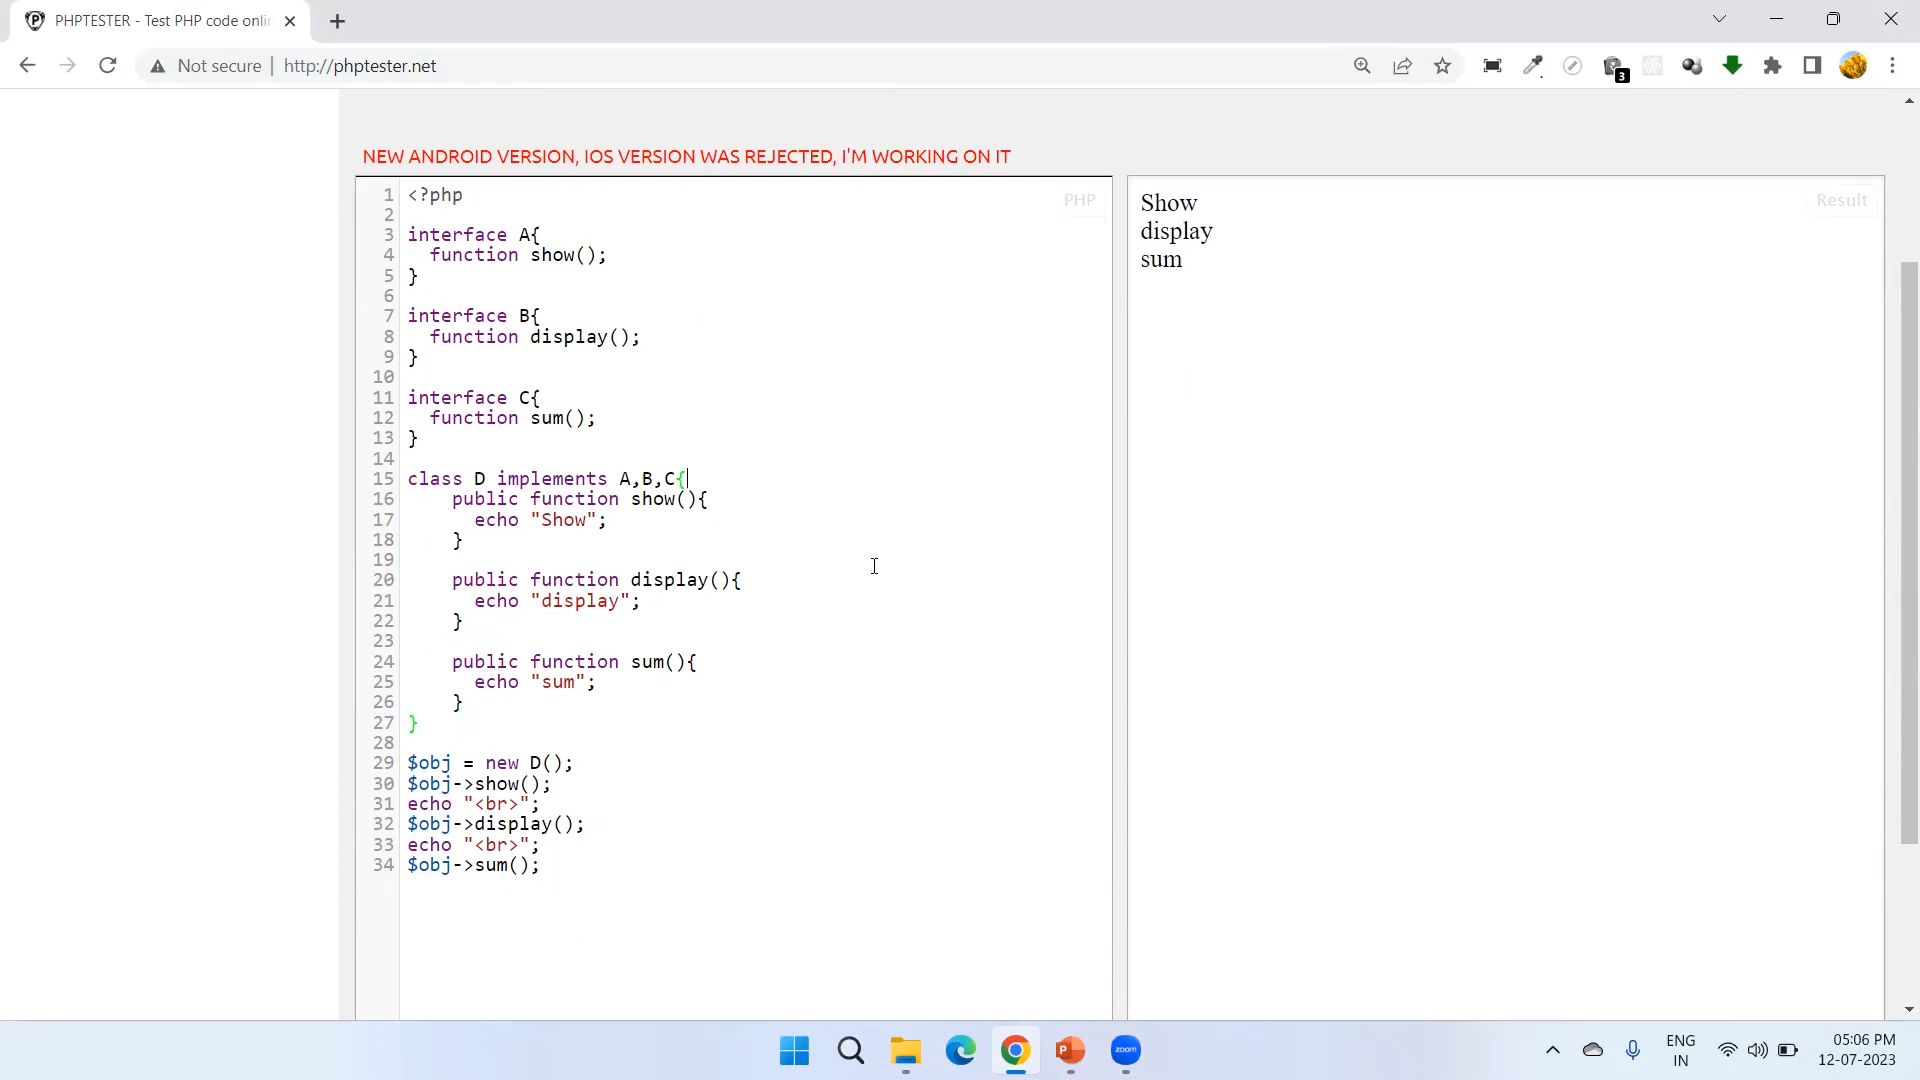 PHPTESTER - Test PHP code onlin
Not secure | http://phptester.net
3
NEW ANDROID VERSION, IOS VERSION WAS REJECTED, I'M WORKING ON IT
PHP
1 <?php
2
3 interface A{
4 function show();
5 }
6
7 interface B{
8 function display();
9 }
10
11 interface C{
12 function sum();
13 }
14
15 class D implements A,B,C{
16 public function show(){
17 echo "Show";
18 }
19
20 public function display(){
21 echo "display";
22 }
23
24 public function sum(){
25 echo "sum";
26 }
27 }
28
29 $obj = new D();
30 $obj->show();
31 echo "<br>";
32 $obj->display();
33 echo "<br>";
34 $obj->sum();
Result
Show
display
sum
zoom
ENG
IN
05:06 PM
12-07-2023